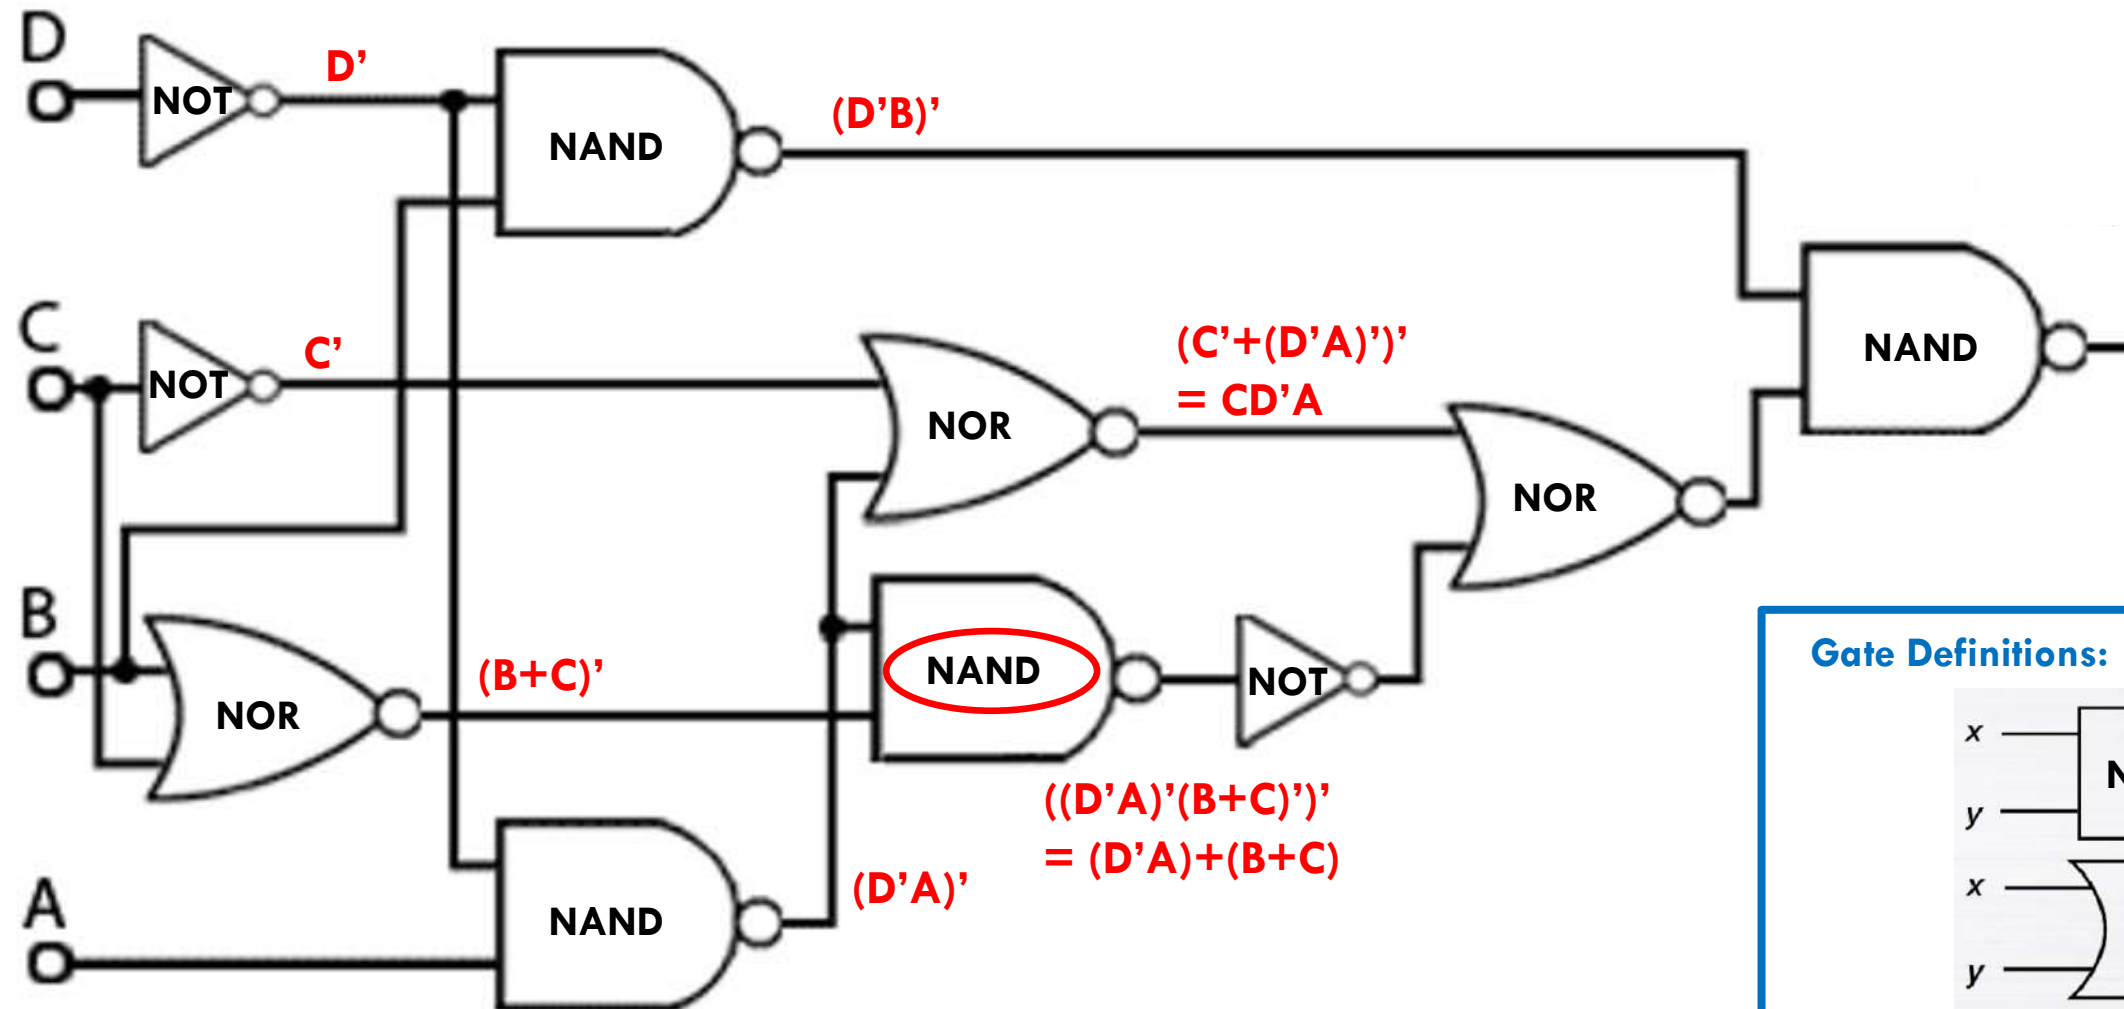 D
NOT
D’
NAND
(D’B)’
C
NOT
C’
NOR
(C’+(D’A)’)’
= CD’A
NOR
NAND
B
NOR
(B+C)’
NAND
NOT
((D’A)’(B+C)’)’
= (D’A)+(B+C)
A
NAND
(D’A)’
Gate Definitions:
x
y
x
y